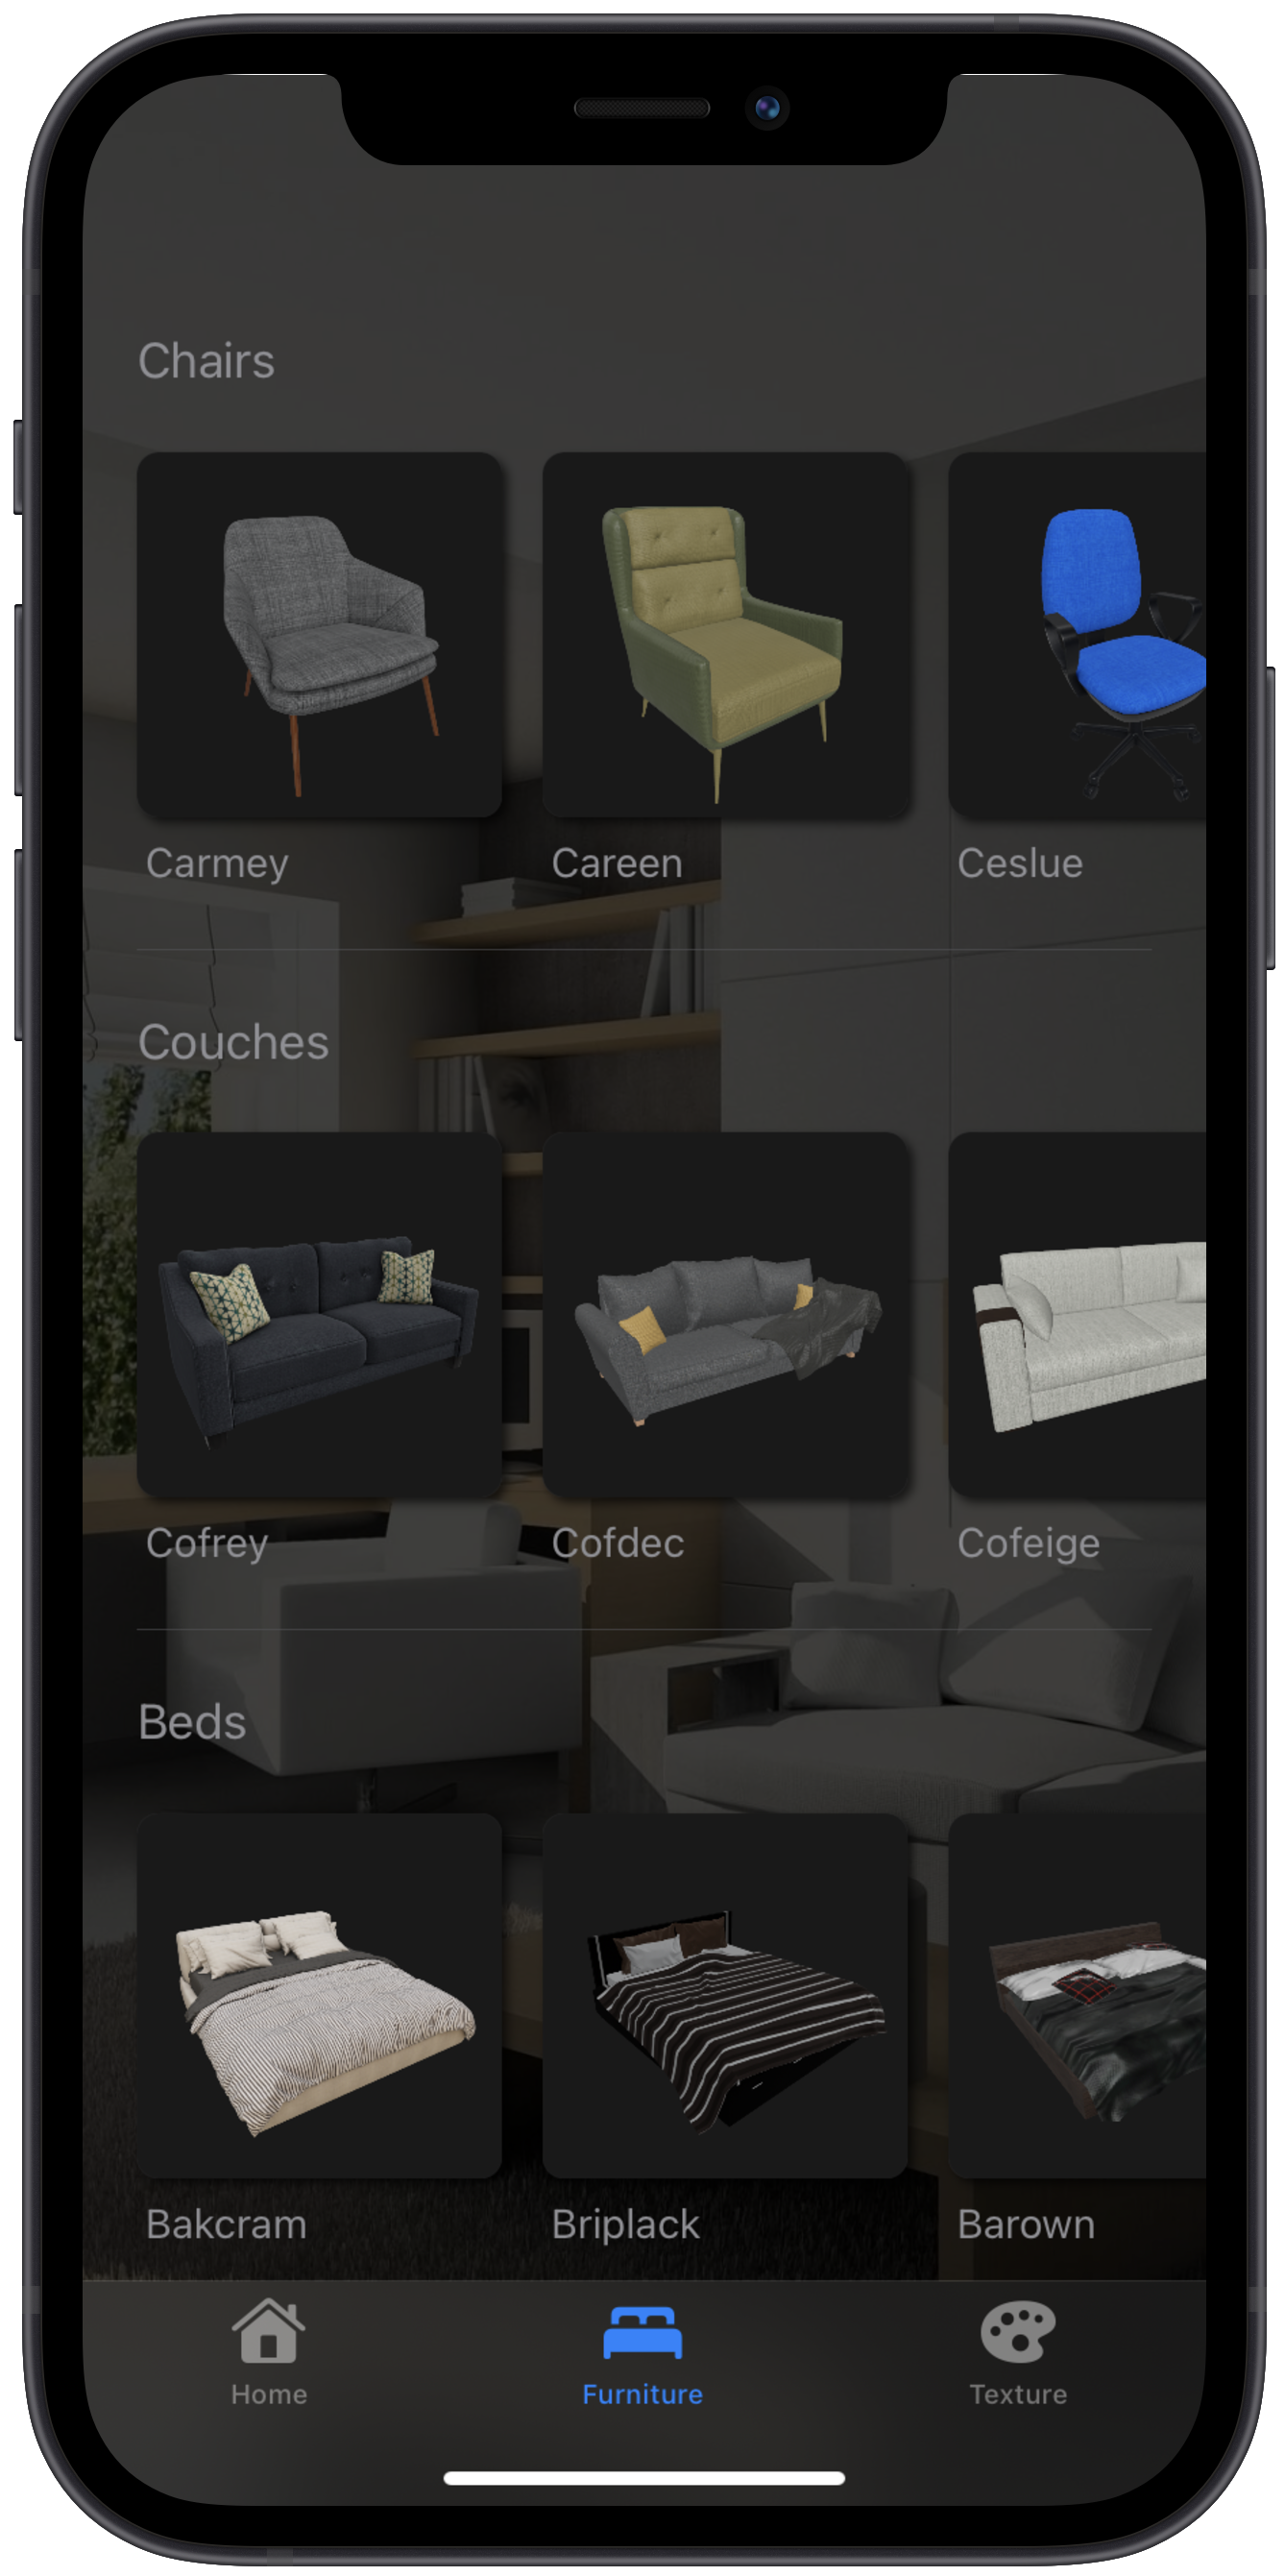 Chairs
Carmey Careen Ceslue
Couches
Cofrey Cofdec Cofeige
Beds
Bakcram Briplack Barown
Home Furniture Texture